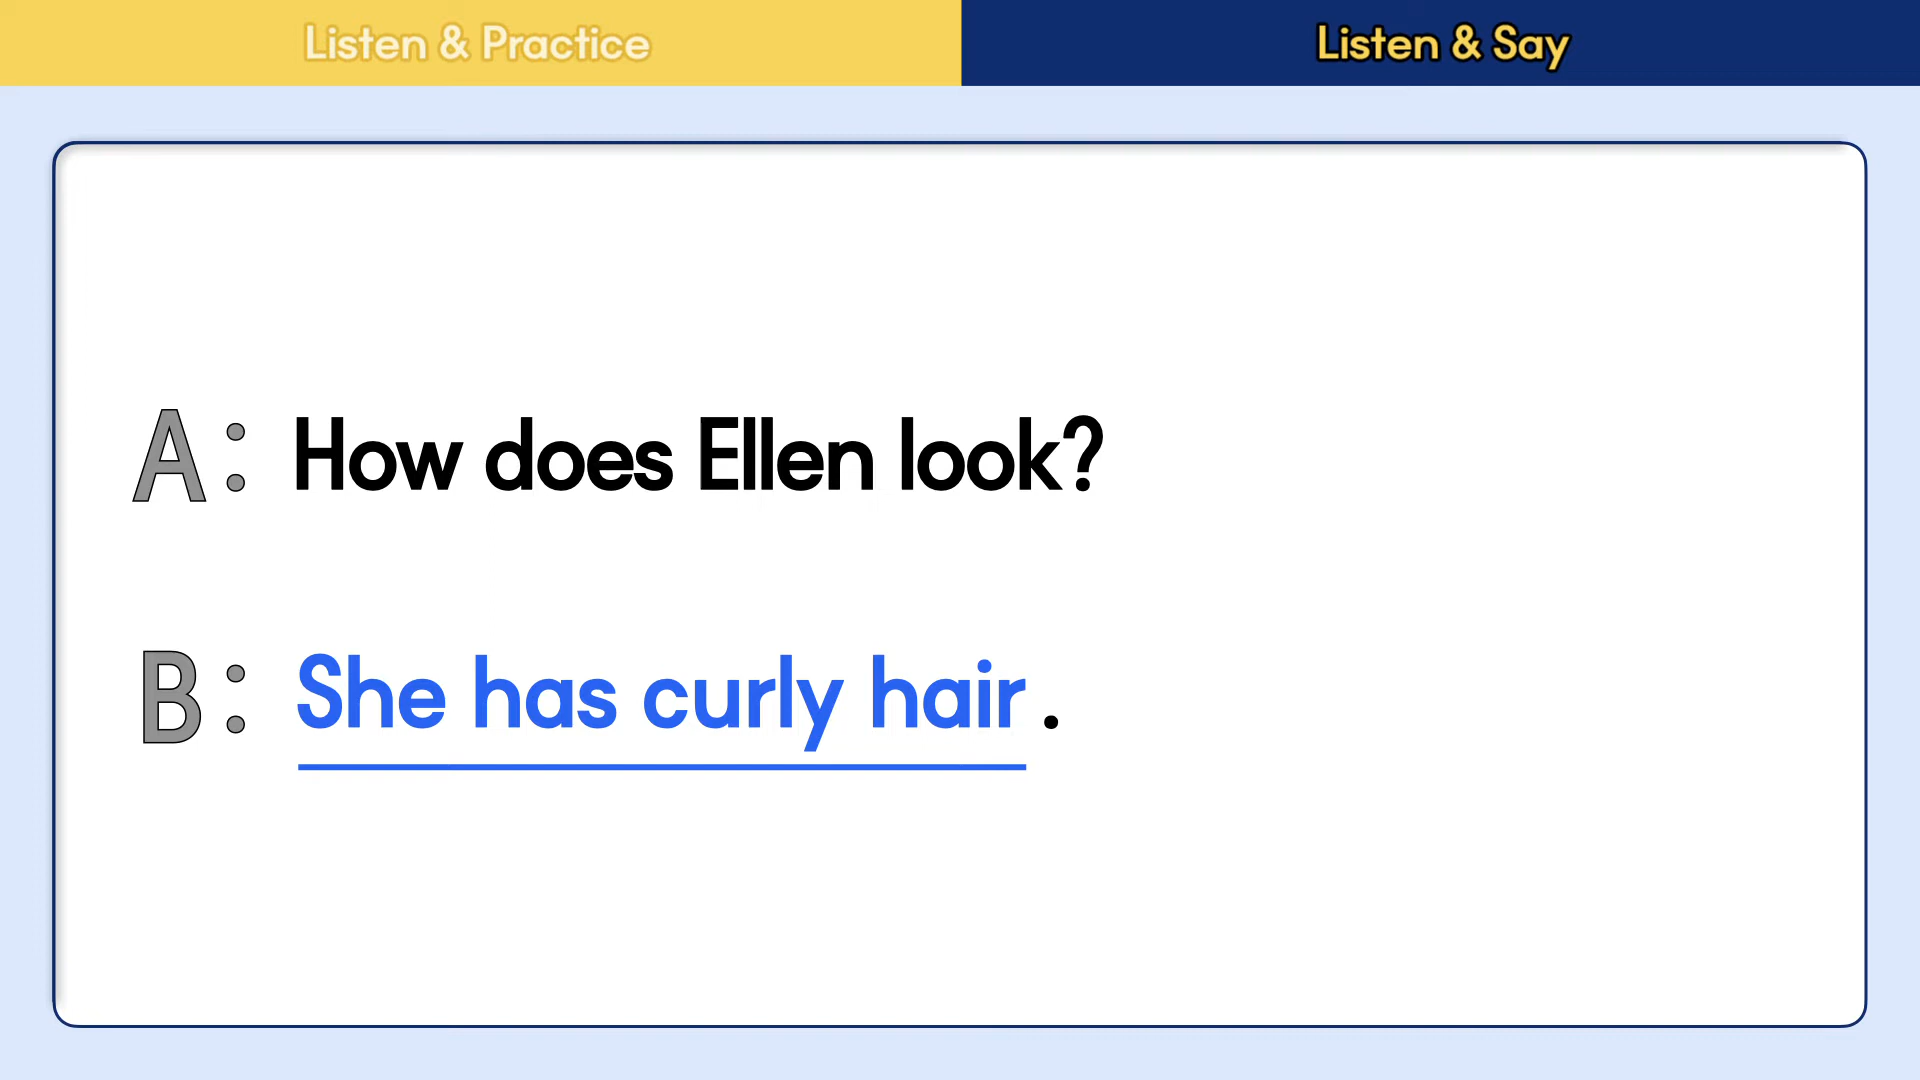 Listen & Practice
Listen & Say
A: How does Ellen look?
B: She has curly hair.